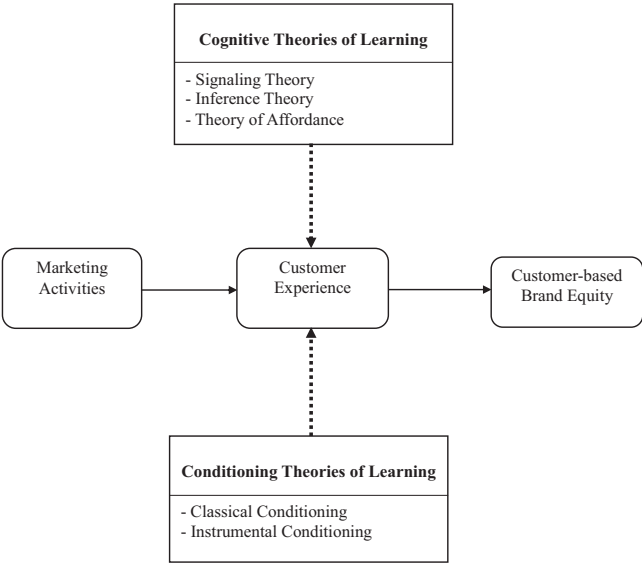 Cognitive Theories of Learning
- Signaling Theory
- Inference Theory
- Theory of Affordance
Marketing
Activities
Customer
Experience
Customer-based
Brand Equity
Conditioning Theories of Learning
- Classical Conditioning
- Instrumental Conditioning